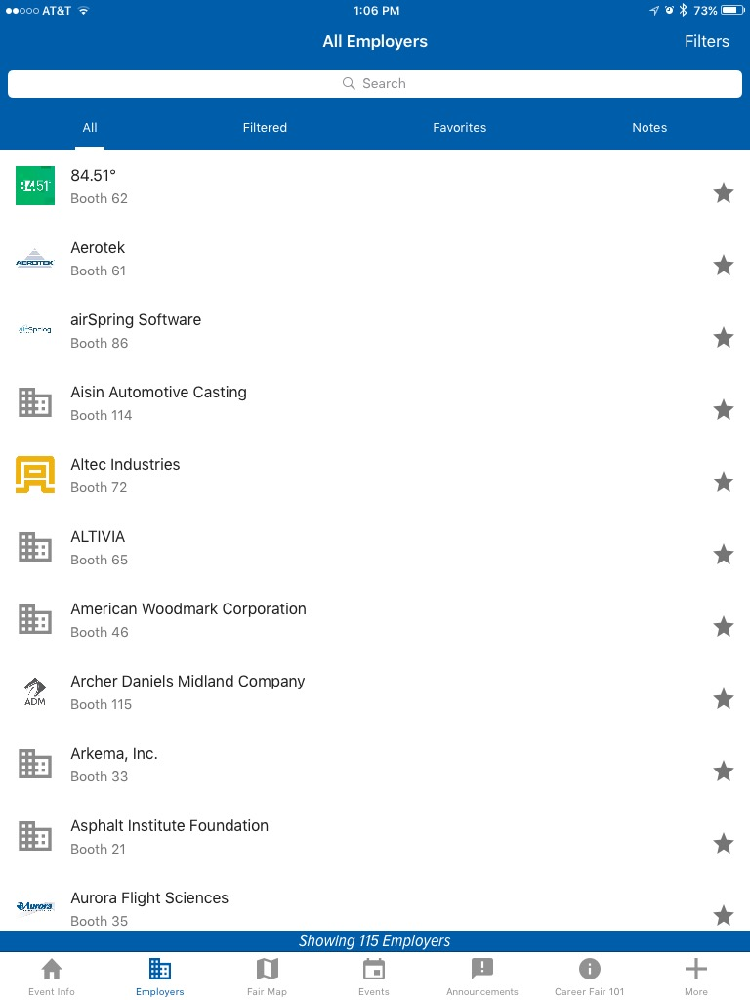 AT&T 1:06 PM 73%
All Employers Filters
Search
All Filtered Favorites Notes
84.51°
Booth 62
AEROTEK
Aerotek
Booth 61
airSpring Software
airSpring
Booth 86
Aisin Automotive Casting
Booth 114
Altec Industries
Booth 72
ALTIVIA
Booth 65
American Woodmark Corporation
Booth 46
Archer Daniels Midland Company
ADM
Booth 115
Arkema, Inc.
Booth 33
Asphalt Institute Foundation
Booth 21
Aurora Flight Sciences
Aurora
Booth 35
Showing 115 Employers
Event Info Employers Fair Map Events Announcements Career Fair 101 More